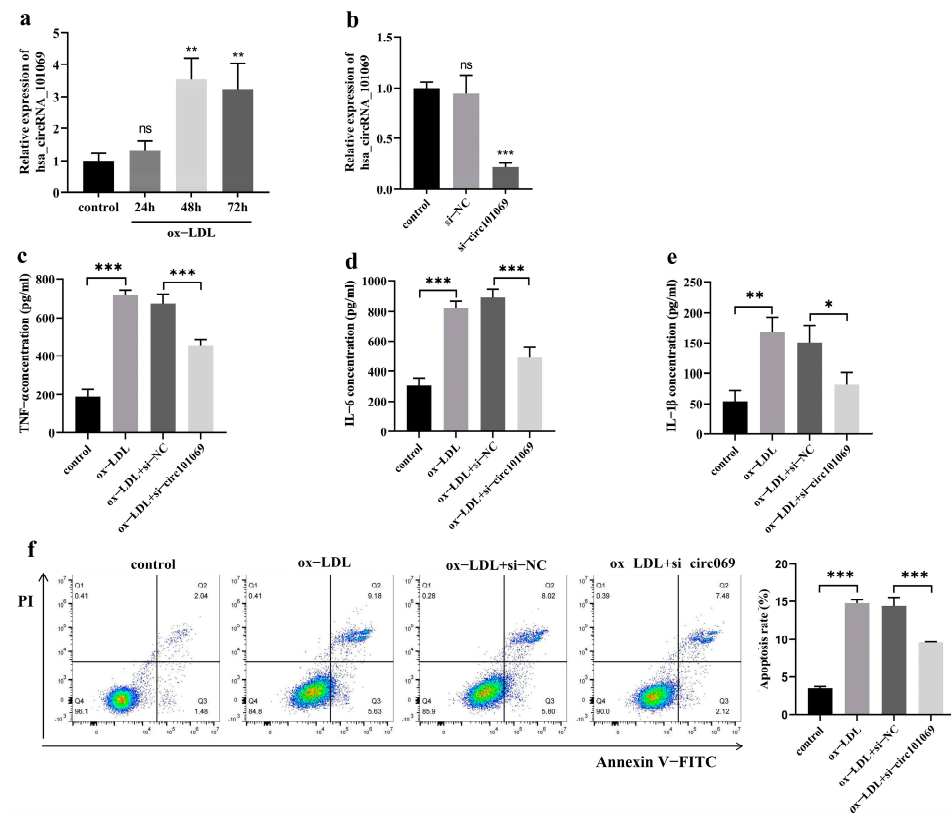 a
Relative expression of
hsa_circRNA_101069
5
4
3
2
1
0
ns
**
**
control
24h
48h
72h
ox−LDL
b
Relative expression of
hsa_circRNA_101069
1.5
1.0
0.5
0.0
ns
***
control
si−NC
si−circ101069
c
TNF−αconcentration (pg/ml)
800
600
400
200
0
***
***
control
ox−LDL
ox−LDL+si−NC
ox−LDL+si−circ101069
d
IL−6 concentration (pg/ml)
1000
800
600
400
200
0
***
***
control
ox−LDL
ox−LDL+si−NC
ox−LDL+si−circ101069
e
IL−1β concentration (pg/ml)
250
200
150
100
50
0
**
*
control
ox−LDL
ox−LDL+si−NC
ox−LDL+si−circ101069
f
PI
control
Q1
0.41
Q2
2.04
Q4
96.1
Q3
1.48
ox−LDL
Q1
0.41
Q2
9.18
Q4
84.8
Q3
5.63
ox−LDL+si−NC
Q1
0.28
Q2
8.02
Q4
85.9
Q3
5.80
ox LDL+si circ069
Q1
0.39
Q2
7.48
Q4
90.0
Q3
2.12
Annexin V−FITC
Apoptosis rate (%)
20
15
10
5
0
***
***
control
ox−LDL
ox−LDL+si−NC
ox−LDL+si−circ101069